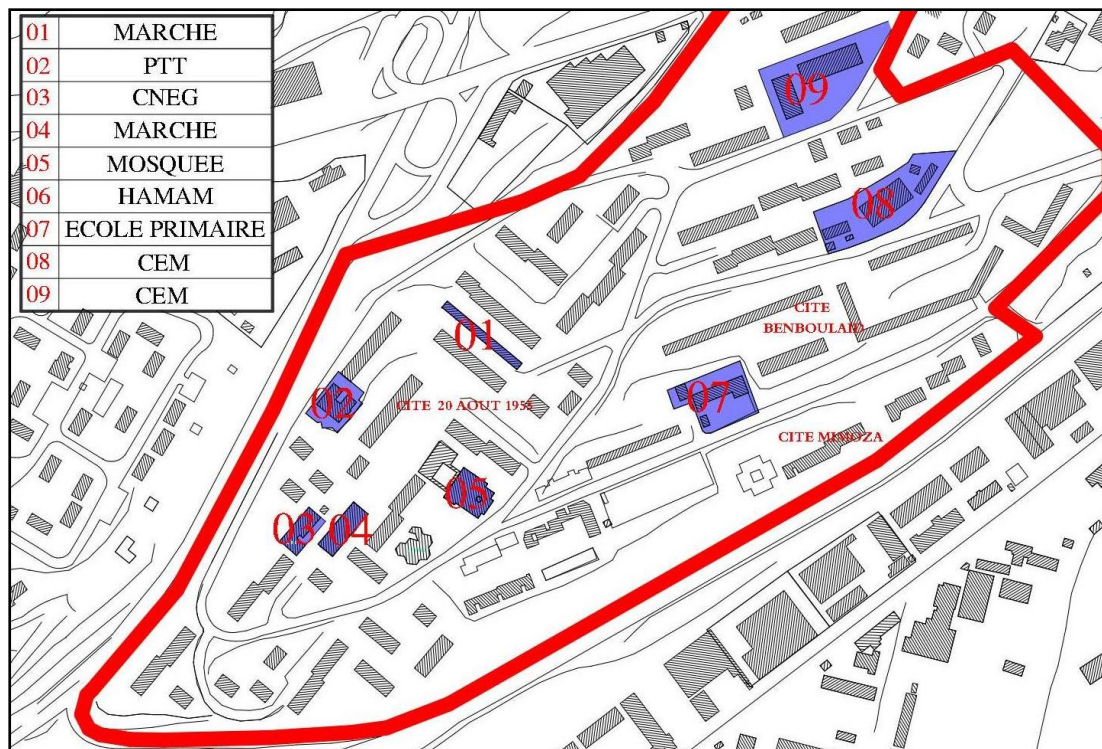 01 MARCHE
02 PTT
03 CNEG
04 MARCHE
05 MOSQUEE
06 HAMAM
07 ECOLE PRIMAIRE
08 CEM
09 CEM
09
08
CITE
BENBOULAID
01
07
02
CITE 20 AOUT 1955
CITE MIMOZA
05
03
04